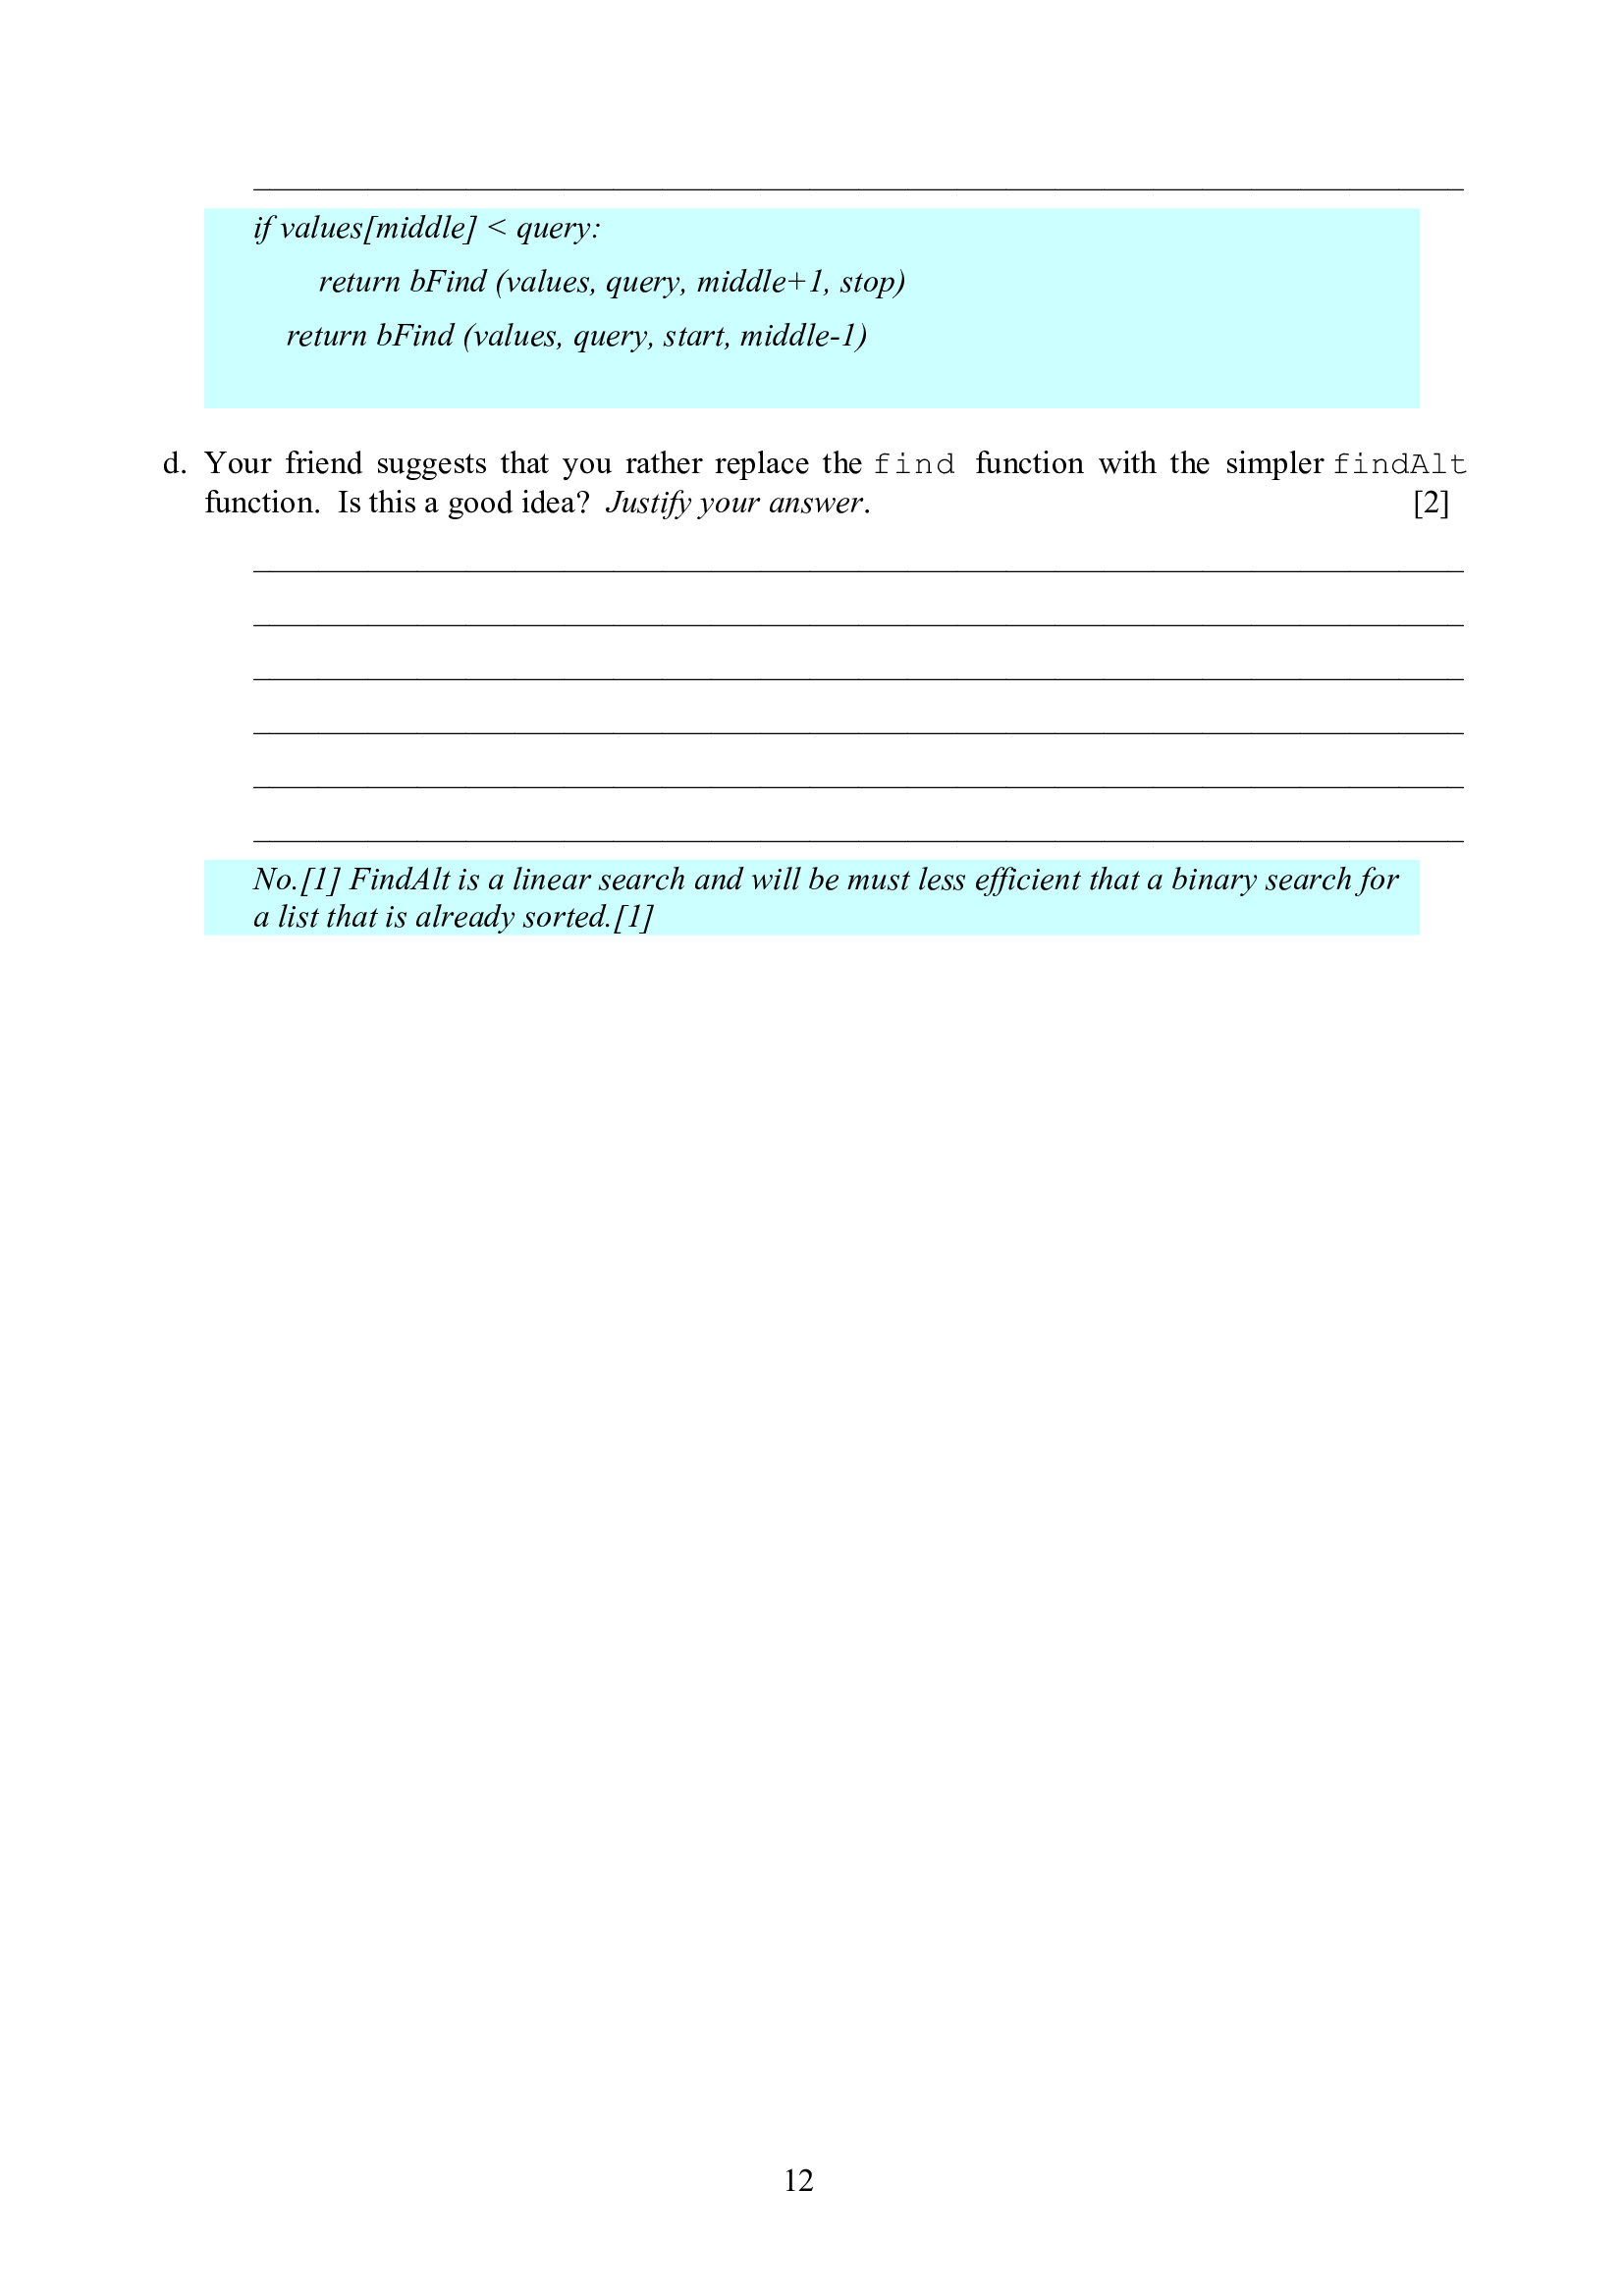 if values[middle] < query:
return bFind (values, query, middle+1, stop)
return bFind (values, query, start, middle-1)
d. Your friend suggests that you rather replace the find function with the simpler findAlt
function. Is this a good idea? Justify your answer. [2]
No.[1] FindAlt is a linear search and will be must less efficient that a binary search for
a list that is already sorted.[1]
12